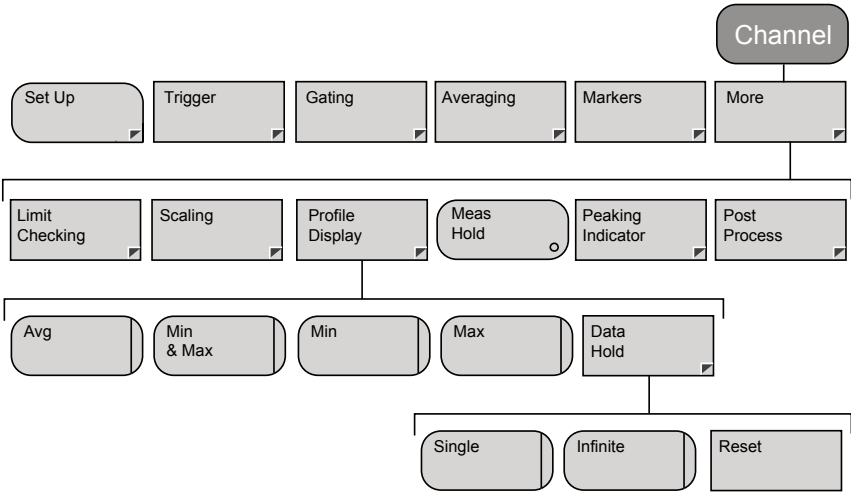 Channel
Set Up
Trigger
Gating
Averaging
Markers
More
Limit
Checking
Scaling
Profile
Display
Meas
Hold
Peaking
Indicator
Post
Process
Avg
Min
& Max
Min
Max
Data
Hold
Single
Infinite
Reset